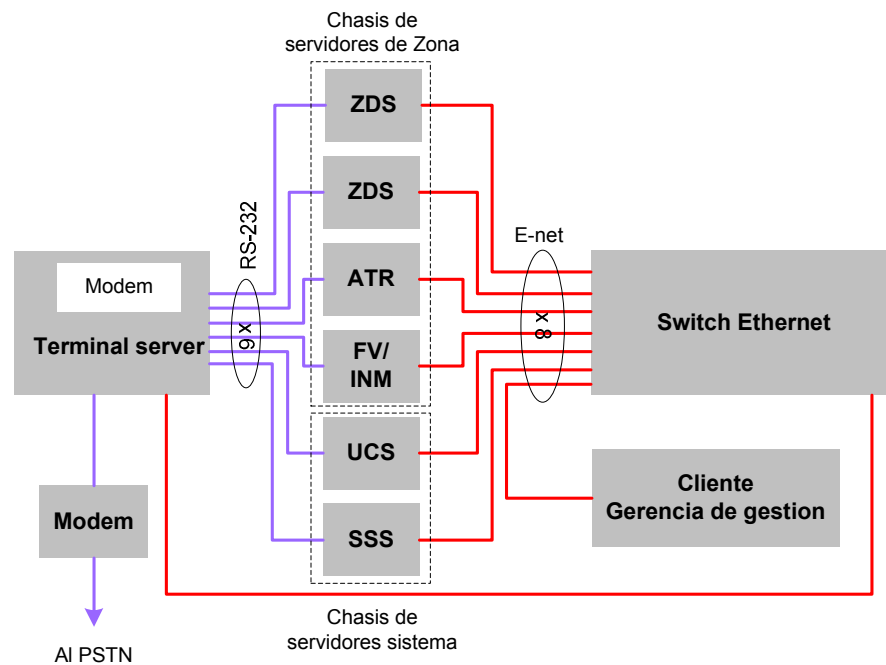 Chasis de
servidores de Zona
ZDS
ZDS
RS-232
E-net
ATR
Modem
Terminal server
6 x
8 x
Switch Ethernet
FV/
INM
UCS
Cliente
Gerencia de gestion
Modem
SSS
Chasis de
servidores sistema
Al PSTN